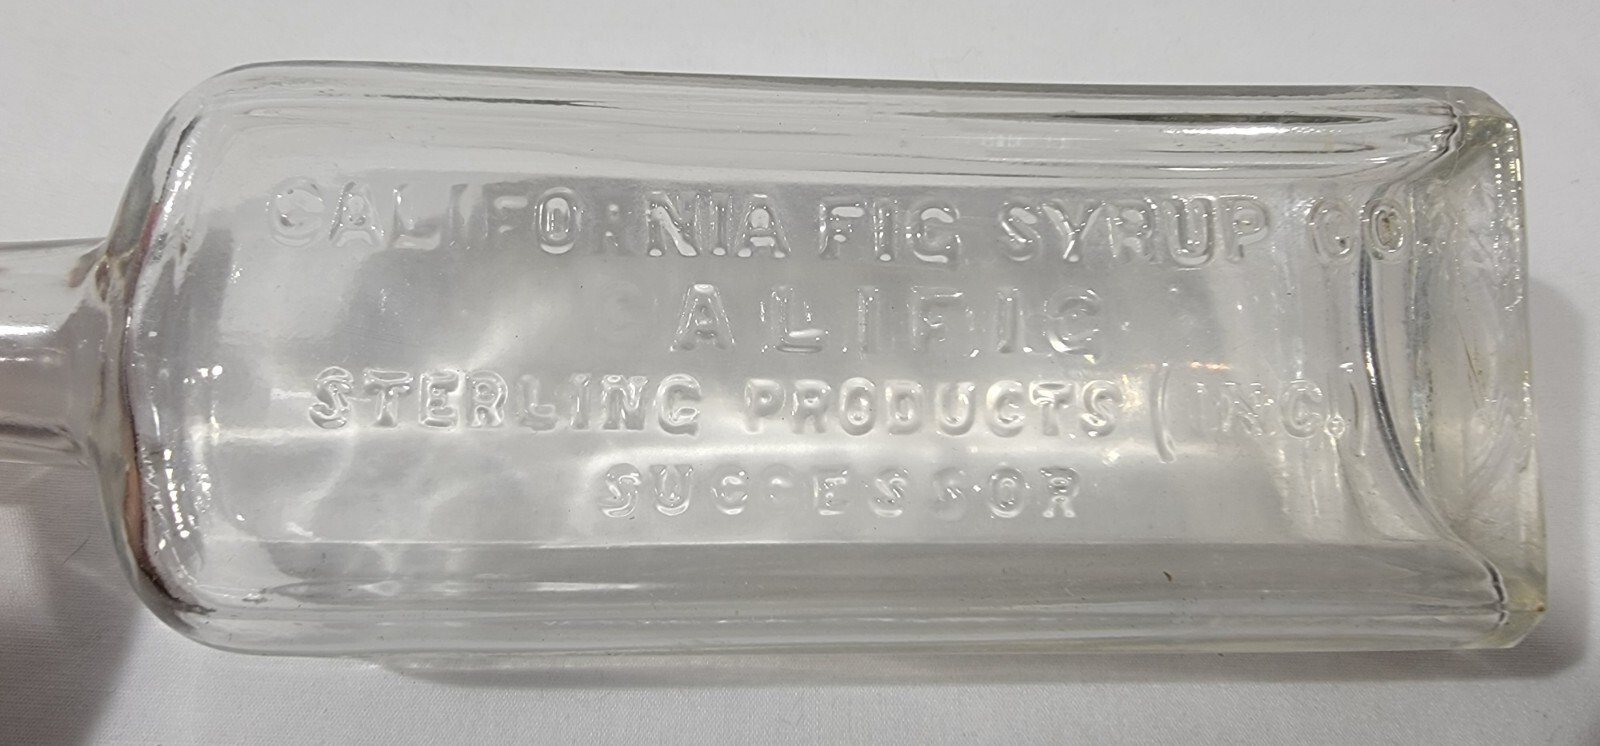 CALIFORNIA FIG SYRUP CO.
CALIFIG
STERLING PRODUCTS (INC.)
SUCCESSOR